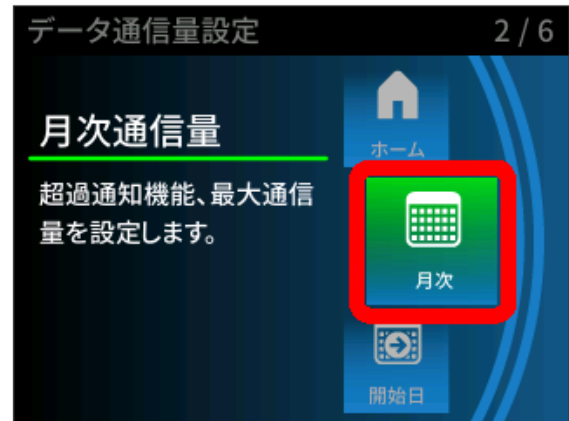 データ通信量設定
2 / 6
月次通信量
超過通知機能、最大通信
量を設定します。
ホーム
月次
開始日